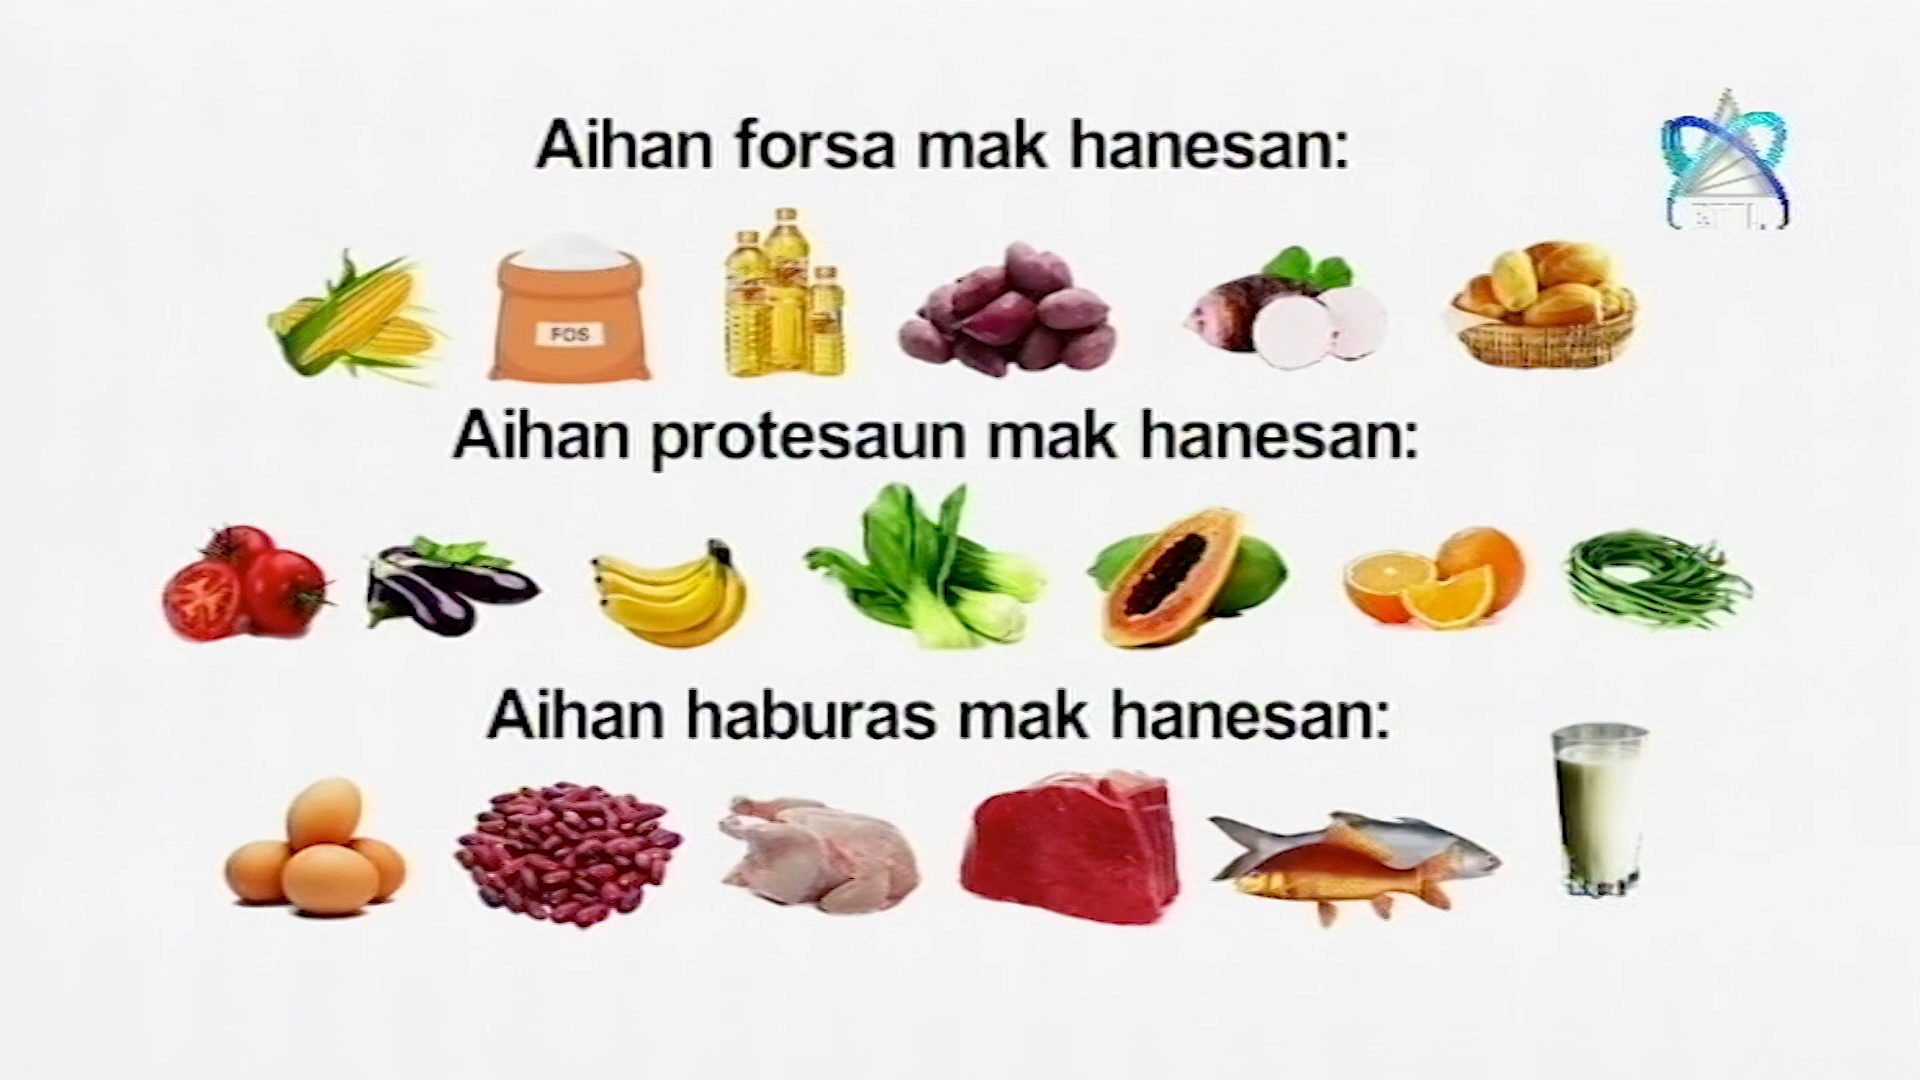 Aihan forsa mak hanesan:
FOS
Aihan protesaun mak hanesan:
Aihan haburas mak hanesan: